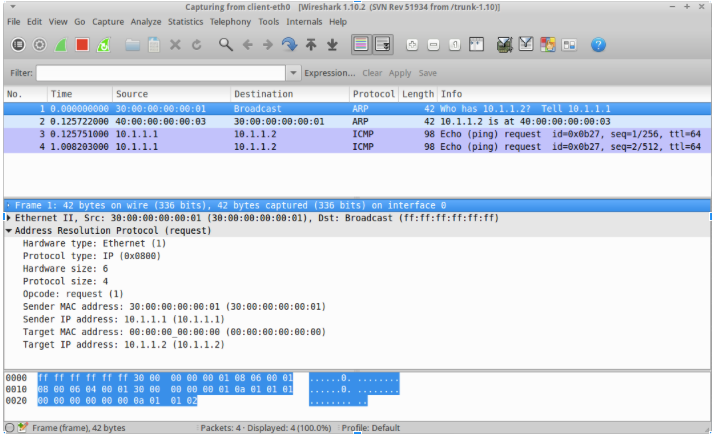 Capturing from client-eth0 [Wireshark 1.10.2 (SVN Rev 51934 from /trunk-1.10)]
File Edit View Go Capture Analyze Statistics Telephony Tools Internals Help
Filter: Expression... Clear Apply Save
No. Time Source Destination Protocol Length Info
1 0.000000000 30:00:00:00:00:01 Broadcast ARP 42 Who has 10.1.1.2? Tell 10.1.1.1
2 0.125722000 40:00:00:00:00:03 30:00:00:00:00:01 ARP 42 10.1.1.2 is at 40:00:00:00:00:03
3 0.125751000 10.1.1.1 10.1.1.2 ICMP 98 Echo (ping) request id=0x0b27, seq=1/256, ttl=64
4 1.008203000 10.1.1.1 10.1.1.2 ICMP 98 Echo (ping) request id=0x0b27, seq=2/512, ttl=64
Frame 1: 42 bytes on wire (336 bits), 42 bytes captured (336 bits) on interface 0
Ethernet II, Src: 30:00:00:00:00:01 (30:00:00:00:00:01), Dst: Broadcast (ff:ff:ff:ff:ff:ff)
Address Resolution Protocol (request)
Hardware type: Ethernet (1)
Protocol type: IP (0x0800)
Hardware size: 6
Protocol size: 4
Opcode: request (1)
Sender MAC address: 30:00:00:00:00:01 (30:00:00:00:00:01)
Sender IP address: 10.1.1.1 (10.1.1.1)
Target MAC address: 00:00:00_00:00:00 (00:00:00:00:00:00)
Target IP address: 10.1.1.2 (10.1.1.2)
0000 ff ff ff ff ff ff 30 00 00 00 00 01 08 06 00 01 ......0. ........
0010 08 00 06 04 00 01 30 00 00 00 00 01 0a 01 01 01 ......0. ........
0020 00 00 00 00 00 00 0a 01 01 02 ........ ..
Frame (frame), 42 bytes Packets: 4 · Displayed: 4 (100.0%) Profile: Default